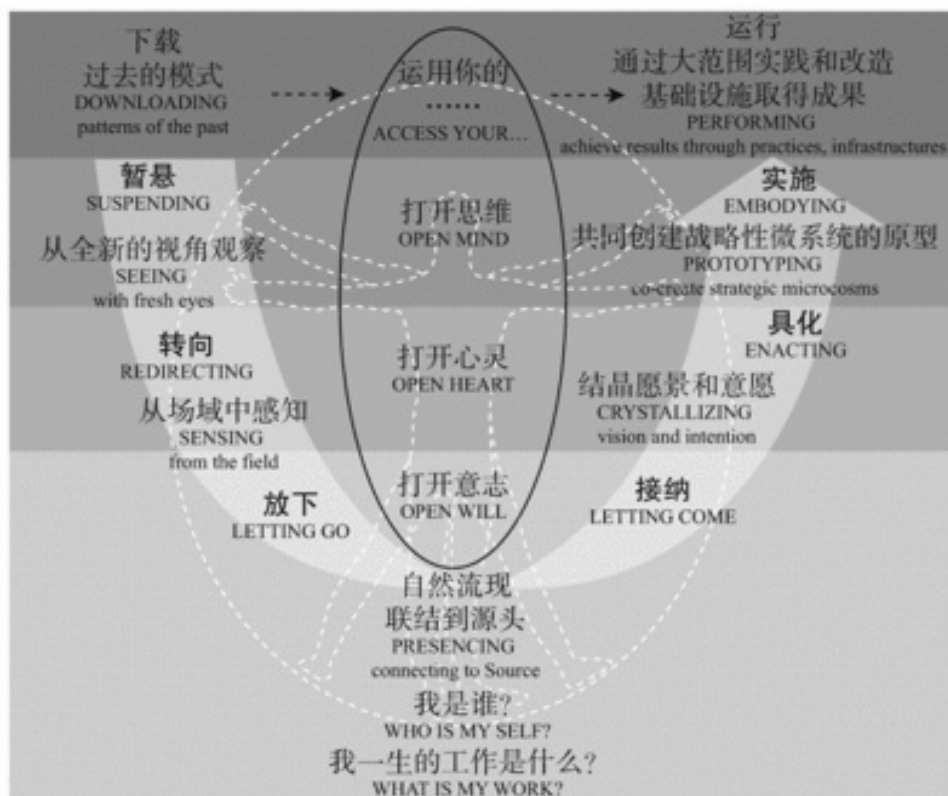 下载
过去的模式
DOWNLOADING
patterns of the past
运用你的
……
ACCESS YOUR…
运行
通过大范围实践和改造
基础设施取得成果
PERFORMING
achieve results through practices, infrastructures
暂悬
SUSPENDING
打开思维
OPEN MIND
实施
EMBODYING
从全新的视角观察
SEEING
with fresh eyes
共同创建战略性微系统的原型
PROTOTYPING
co-create strategic microcosms
转向
REDIRECTING
打开心灵
OPEN HEART
具化
ENACTING
从场域中感知
SENSING
from the field
结晶愿景和意愿
CRYSTALLIZING
vision and intention
放下
LETTING GO
打开意志
OPEN WILL
接纳
LETTING COME
自然流现
联结到源头
PRESENCING
connecting to Source
我是谁?
WHO IS MY SELF?
我一生的工作是什么?
WHAT IS MY WORK?